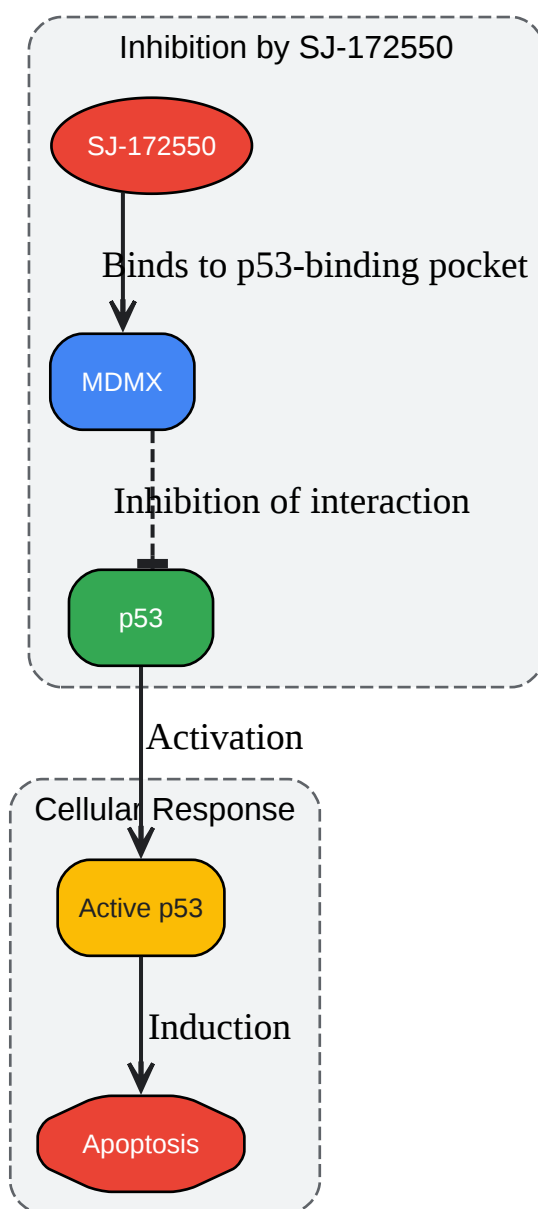 Inhibition by SJ-172550
SJ-172550
Binds to p53-binding pocket
MDMX
Inhibition of interaction
p53
Activation
Cellular Response
Active p53
Induction
Apoptosis